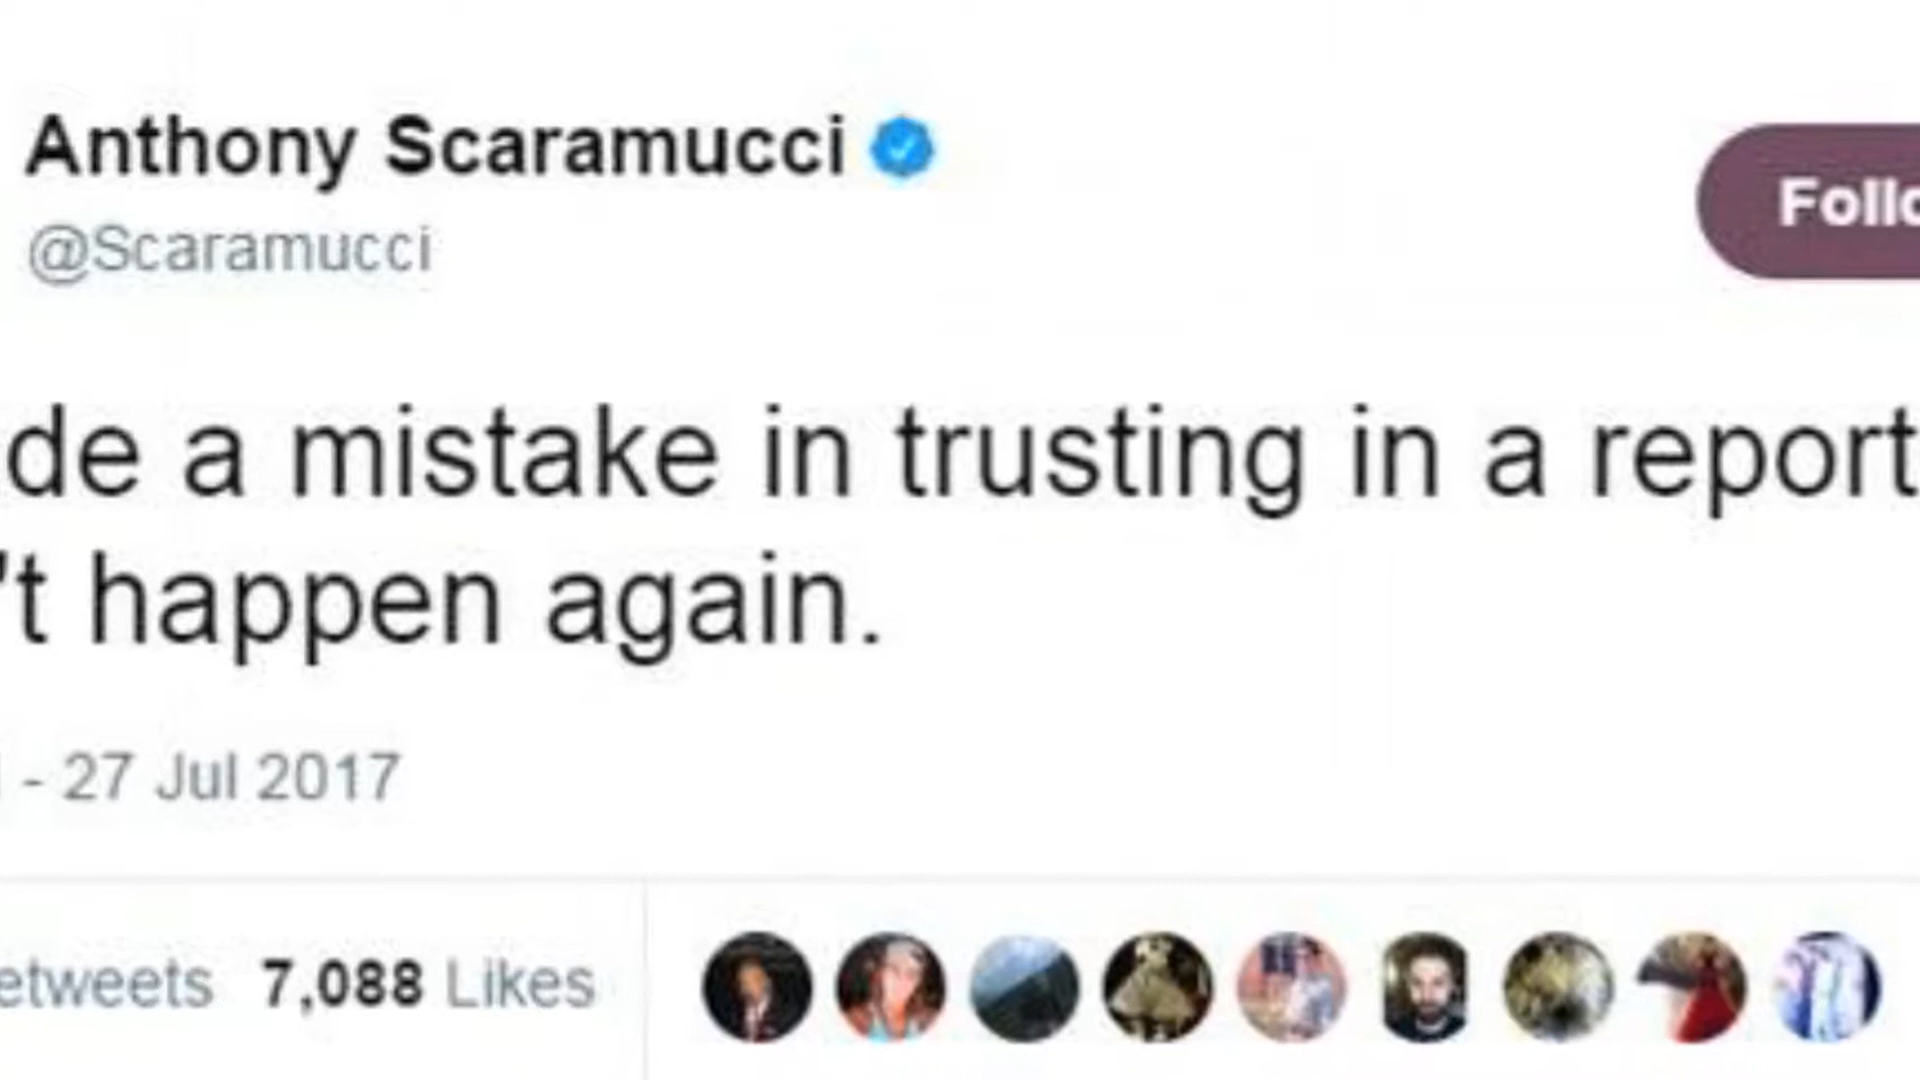 Anthony Scaramucci
@Scaramucci
Follo
de a mistake in trusting in a report
't happen again.
- 27 Jul 2017
etweets 7,088 Likes